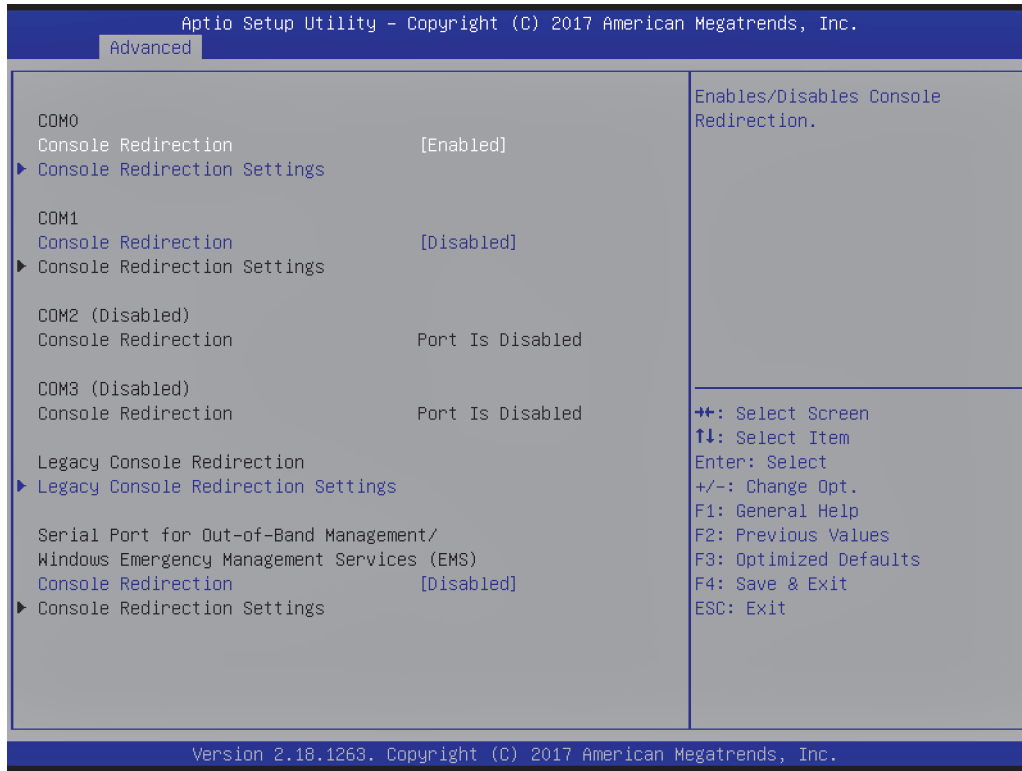 Aptio Setup Utility – Copyright (C) 2017 American Megatrends, Inc.
Advanced
COM0
Console Redirection [Enabled]
▶ Console Redirection Settings
COM1
Console Redirection [Disabled]
▶ Console Redirection Settings
COM2 (Disabled)
Console Redirection Port Is Disabled
COM3 (Disabled)
Console Redirection Port Is Disabled
Legacy Console Redirection
▶ Legacy Console Redirection Settings
Serial Port for Out-of-Band Management/
Windows Emergency Management Services (EMS)
Console Redirection [Disabled]
▶ Console Redirection Settings
Enables/Disables Console
Redirection.
→←: Select Screen
↑↓: Select Item
Enter: Select
+/-: Change Opt.
F1: General Help
F2: Previous Values
F3: Optimized Defaults
F4: Save & Exit
ESC: Exit
Version 2.18.1263. Copyright (C) 2017 American Megatrends, Inc.